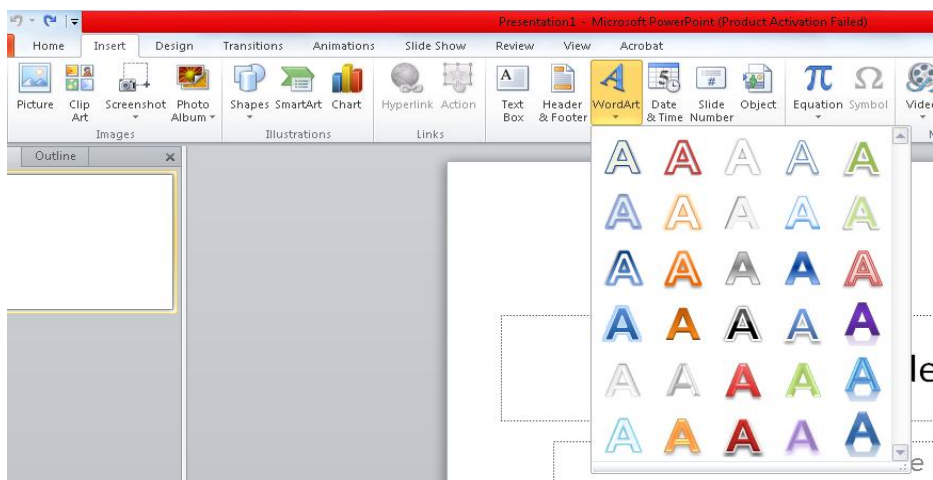 Presentation1 - Microsoft PowerPoint (Product Activation Failed)
Home Insert Design Transitions Animations Slide Show Review View Acrobat
Picture Clip Art Screenshot Photo Album Shapes SmartArt Chart Hyperlink Action Text Box Header & Footer WordArt Date & Time Slide Number Object Equation Symbol
Images Illustrations Links
Outline